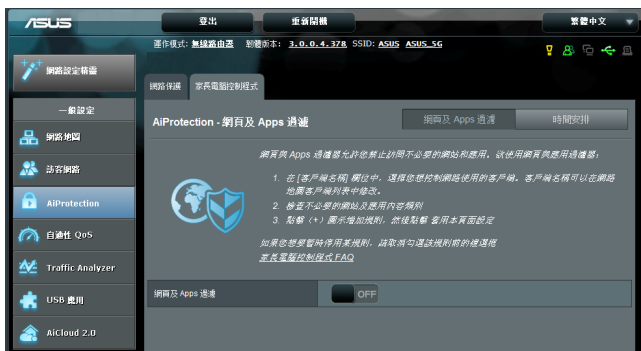 ASUS 登出 重新開機 繁體中文
運作模式: 無線路由器 韌體版本: 3.0.0.4.378 SSID: ASUS ASUS_5G
網路設定精靈
網路保護 家長電腦控制程式
一般設定
AiProtection - 網頁及 Apps 過濾 網頁及 Apps 過濾 時間安排
網路地圖
訪客網路
AiProtection
自適性 QoS
Traffic Analyzer
USB 應用
AiCloud 2.0
網頁與 Apps 過濾器允許您禁止訪問不必要的網站和應用。欲使用網頁與應用過濾器:
1. 在 [客戶端名稱] 欄位中, 選擇您想控制網路使用的客戶端。客戶端名稱可以在網路
地圖客戶端列表中修改。
2. 檢查不必要的網站及應用內容類別
3. 點擊 (+) 圖示增加規則, 然後點擊 套用本頁面設定
如果您想要暫時停用某規則, 請取消勾選該規則前的檢選框
家長電腦控制程式 FAQ
網頁及 Apps 過濾 OFF